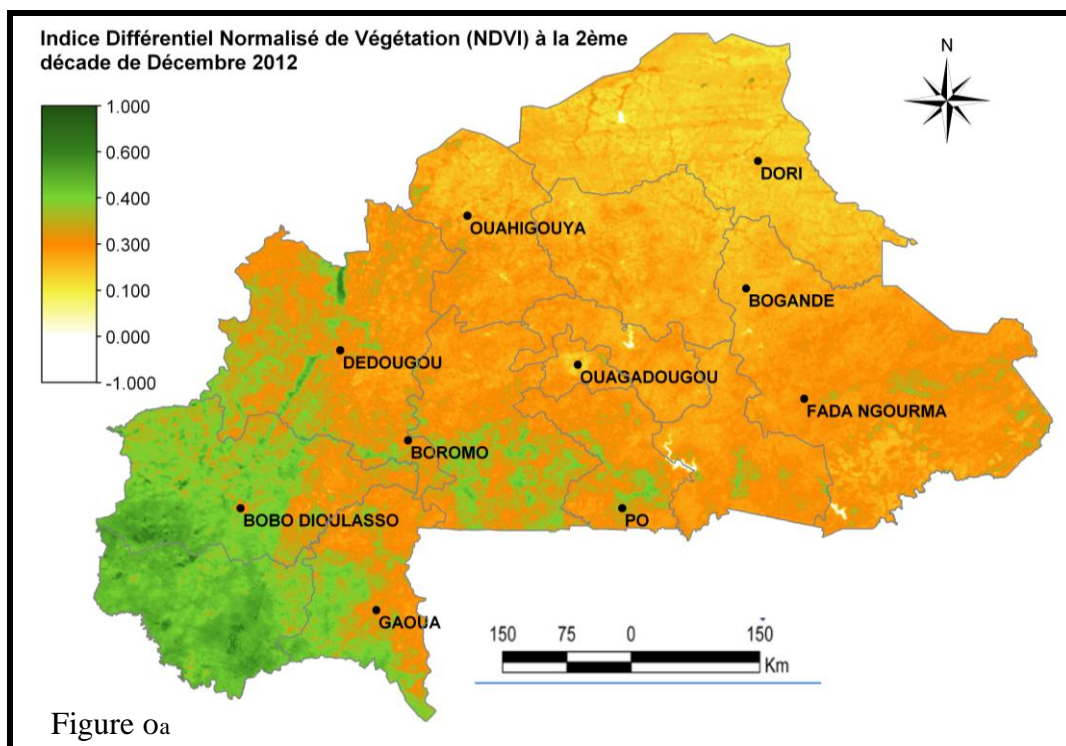 Indice Différentiel Normalisé de Végétation (NDVI) à la 2ème
décade de Décembre 2012
N
1.000
0.600
0.400
0.300
0.100
0.000
-1.000
DORI
OUAHIGOUYA
BOGANDE
DEDOUGOU
OUAGADOUGOU
FADA NGOURMA
BOROMO
BOBO DIOULASSO
PO
GAOUA
150 75 0 150
Km
Figure 0a